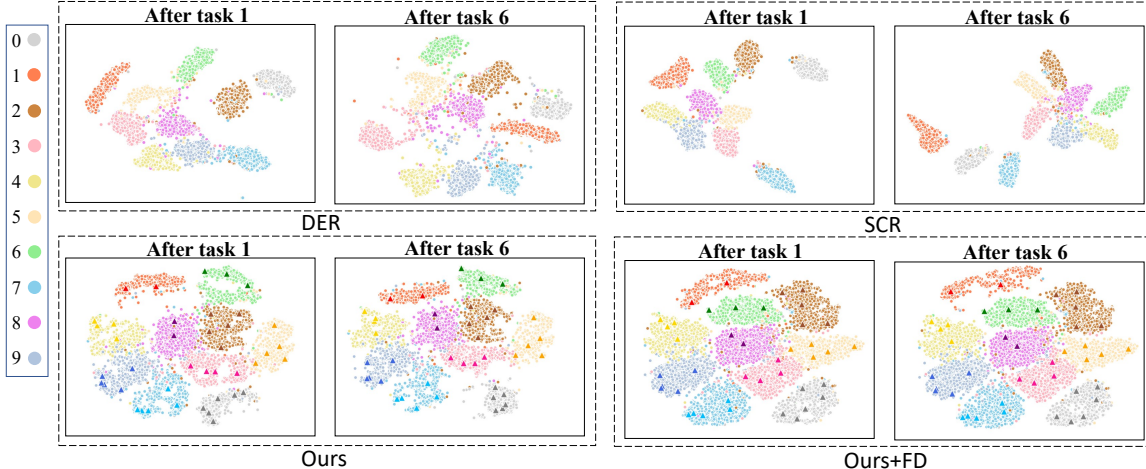 0
1
2
3
4
5
6
7
8
9
After task 1
After task 6
DER
After task 1
After task 6
SCR
After task 1
After task 6
Ours
After task 1
After task 6
Ours+FD